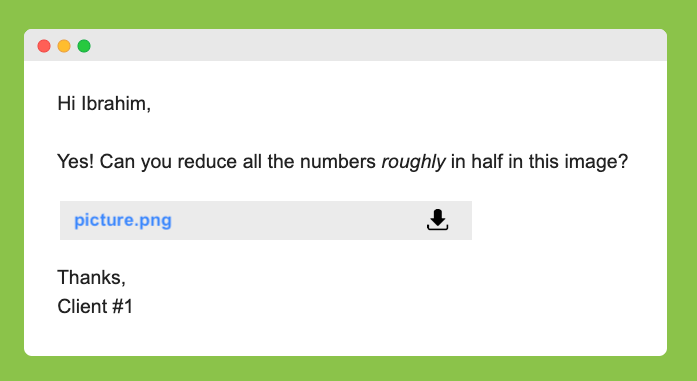 Hi Ibrahim,
Yes! Can you reduce all the numbers roughly in half in this image?
picture.png
Thanks,
Client #1